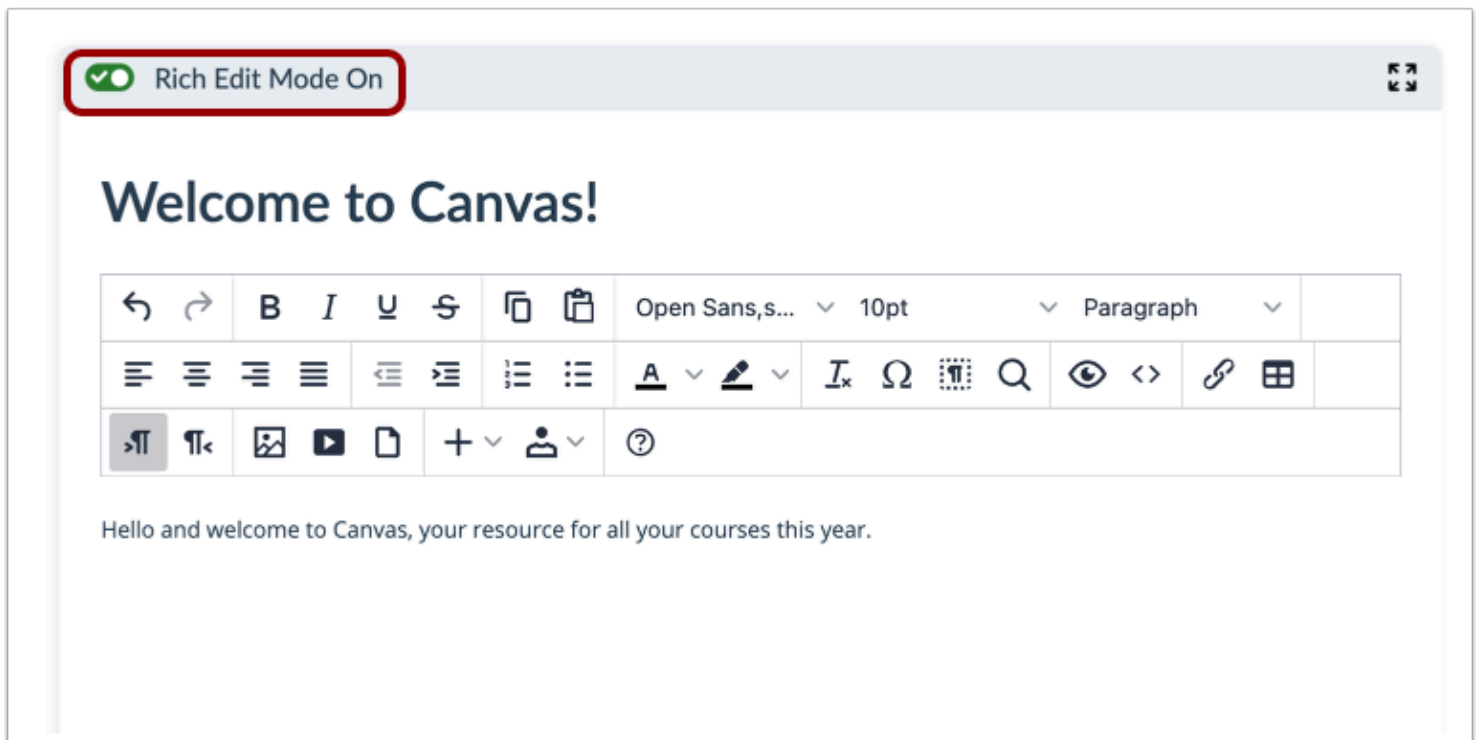 Rich Edit Mode On
Welcome to Canvas!
Open Sans,s... 10pt Paragraph
Hello and welcome to Canvas, your resource for all your courses this year.